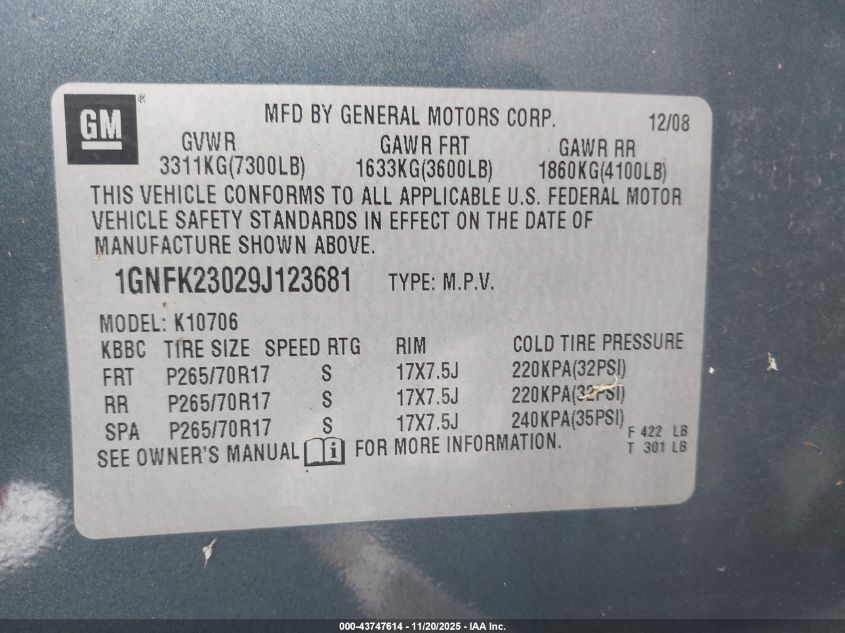 GM®
MFD BY GENERAL MOTORS CORP. 12/08
GVWR GAWR FRT GAWR RR
3311KG(7300LB) 1633KG(3600LB) 1860KG(4100LB)
THIS VEHICLE CONFORMS TO ALL APPLICABLE U.S. FEDERAL MOTOR
VEHICLE SAFETY STANDARDS IN EFFECT ON THE DATE OF
MANUFACTURE SHOWN ABOVE.
1GNFK23029J123681 TYPE: M.P.V.
MODEL: K10706
KBBC TIRE SIZE SPEED RTG RIM COLD TIRE PRESSURE
FRT P265/70R17 S 17X7.5J 220KPA(32PSI)
RR P265/70R17 S 17X7.5J 220KPA(32PSI)
SPA P265/70R17 S 17X7.5J 240KPA(35PSI)
F 422 LB
SEE OWNER'S MANUAL i FOR MORE INFORMATION.
T 301 LB
000-43747614 - 11/20/2025 - IAA Inc.